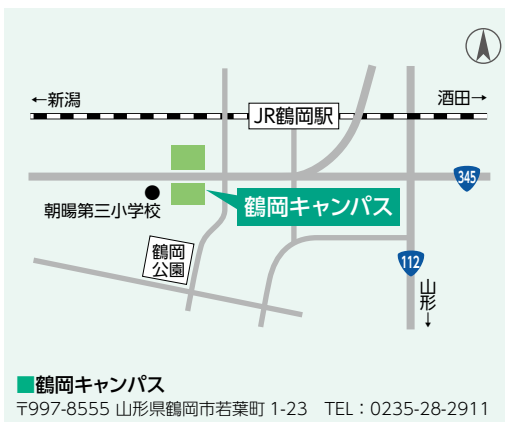 ←新潟
酒田→
JR鶴岡駅
345
朝暘第三小学校
鶴岡キャンパス
鶴岡
公園
112
山形→
■鶴岡キャンパス
〒997-8555 山形県鶴岡市若葉町 1-23　TEL：0235-28-2911